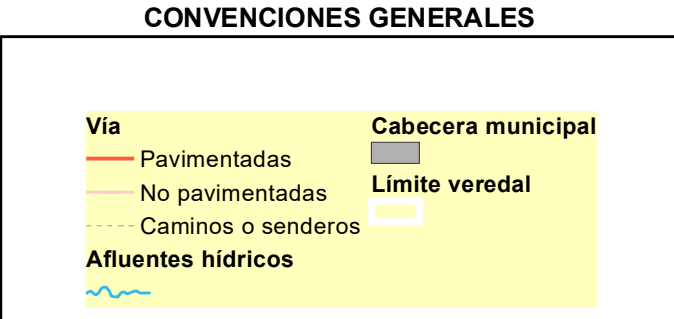 CONVENCIONES GENERALES
Vía
Pavimentadas
No pavimentadas
Caminos o senderos
Afluentes hídricos
Cabecera municipal
Límite veredal